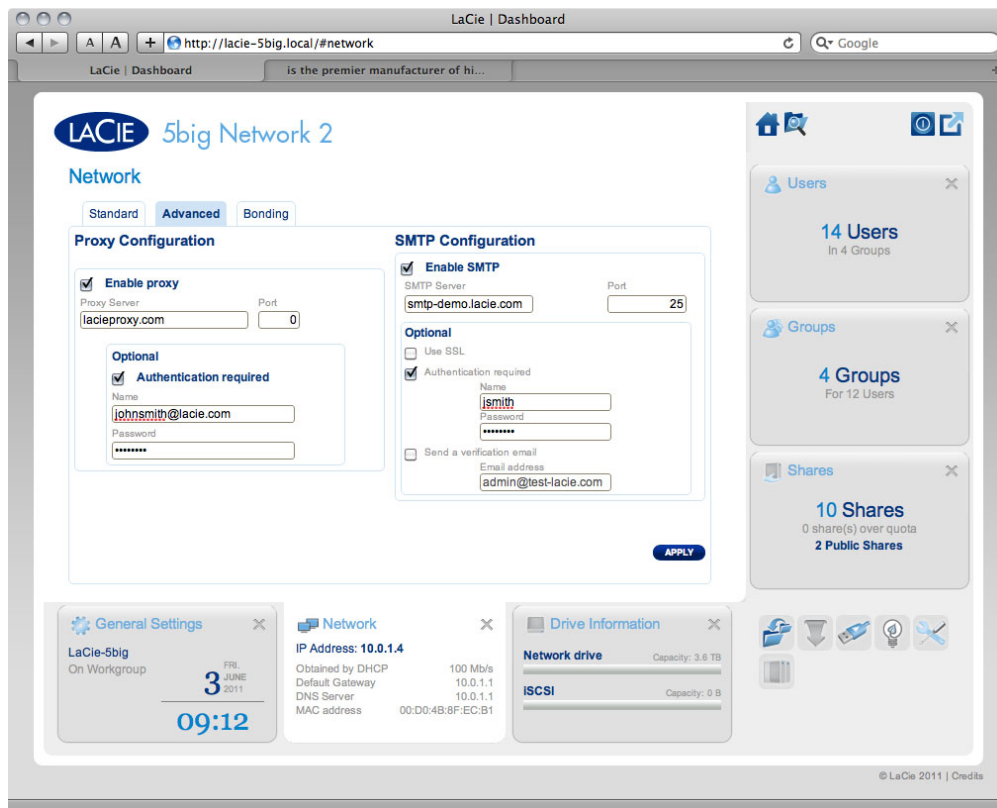 LaCie | Dashboard
A A + http://lacie-5big.local/#network Google
LaCie | Dashboard is the premier manufacturer of hi...
LACIE 5big Network 2
Network
Standard Advanced Bonding
Proxy Configuration
Enable proxy
Proxy Server Port
lacieproxy.com 0
Optional
Authentication required
Name
johnsmith@lacie.com
Password
••••••••
SMTP Configuration
Enable SMTP
SMTP Server Port
smtp-demo.lacie.com 25
Optional
Use SSL
Authentication required
Name
jsmith
Password
••••••••
Send a verification email
Email address
admin@test-lacie.com
APPLY
Users
14 Users
In 4 Groups
Groups
4 Groups
For 12 Users
Shares
10 Shares
0 share(s) over quota
2 Public Shares
General Settings
LaCie-5big
On Workgroup
FRI.
3 JUNE
2011
09:12
Network
IP Address: 10.0.1.4
Obtained by DHCP 100 Mb/s
Default Gateway 10.0.1.1
DNS Server 10.0.1.1
MAC address 00:D0:4B:8F:EC:B1
Drive Information
Network drive Capacity: 3.6 TB
iSCSI Capacity: 0 B
© LaCie 2011 | Credits